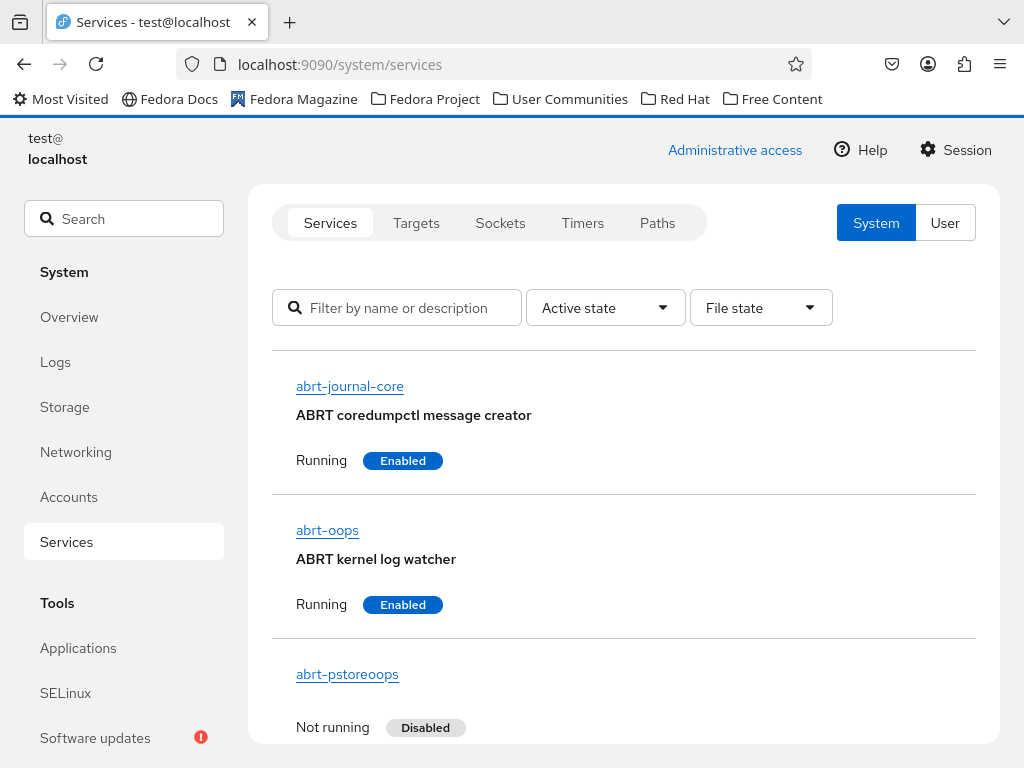 Services - test@localhost
localhost:9090/system/services
Most Visited Fedora Docs FM Fedora Magazine Fedora Project User Communities Red Hat Free Content
test@
localhost
Administrative access Help Session
Search
System
Overview
Logs
Storage
Networking
Accounts
Services
Tools
Applications
SELinux
Software updates
Services Targets Sockets Timers Paths System User
Filter by name or description Active state File state
abrt-journal-core
ABRT coredumpctl message creator
Running Enabled
abrt-oops
ABRT kernel log watcher
Running Enabled
abrt-pstoreoops
Not running Disabled